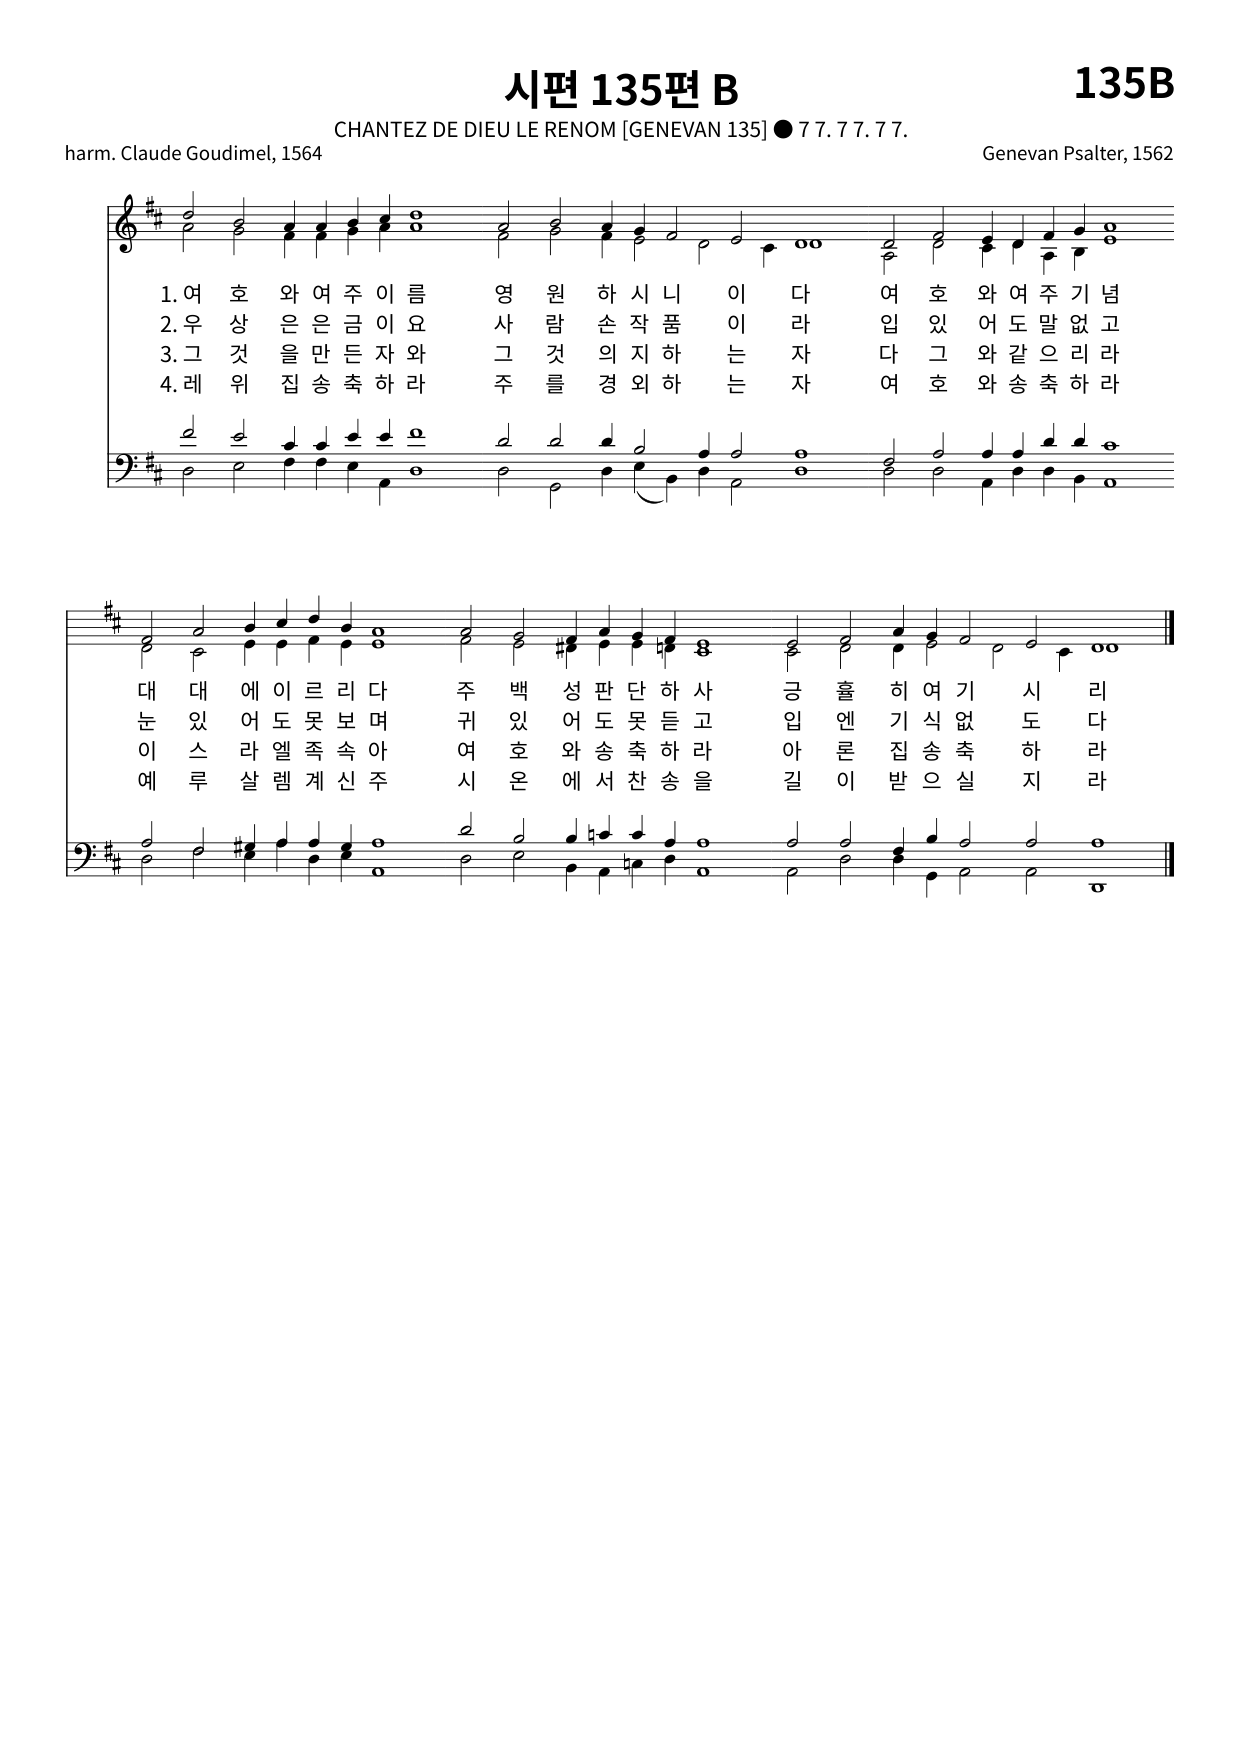 135B
시편 135편 B
CHANTEZ DE DIEU LE RENOM [GENEVAN 135] ● 7 7. 7 7. 7 7.
harm. Claude Goudimel, 1564 Genevan Psalter, 1562
1. 여 호 와 여 주 이 름 영 원 하 시 니 이 다 여 호 와 여 주 기 념
2. 우 상 은 은 금 이 요 사 람 손 작 품 이 라 입 있 어 도 말 없 고
3. 그 것 을 만 든 자 와 그 것 의 지 하 는 자 다 그 와 같 으 리 라
4. 레 위 집 송 축 하 라 주 를 경 외 하 는 자 여 호 와 송 축 하 라
대 대 에 이 르 리 다 주 백 성 판 단 하 사 긍 휼 히 여 기 시 리
눈 있 어 도 못 보 며 귀 있 어 도 못 듣 고 입 엔 기 식 없 도 다
이 스 라 엘 족 속 아 여 호 와 송 축 하 라 아 론 집 송 축 하 라
예 루 살 렘 계 신 주 시 온 에 서 찬 송 을 길 이 받 으 실 지 라